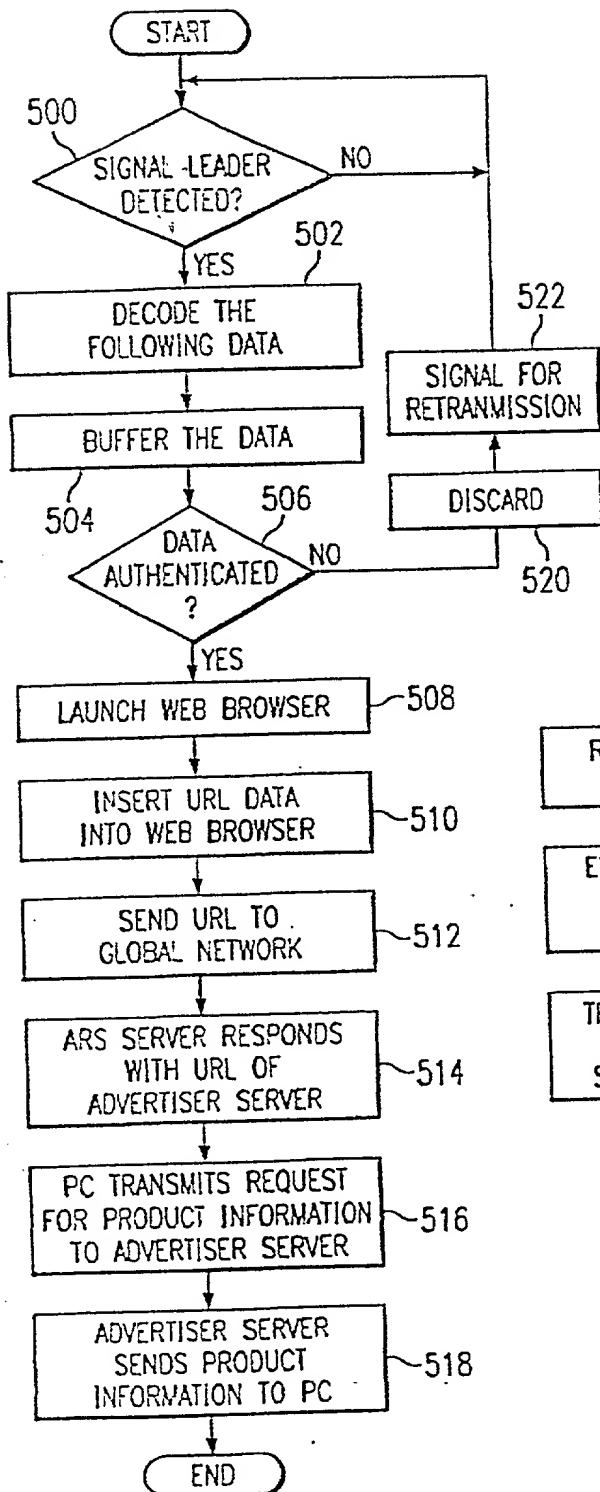 START
500
SIGNAL-LEADER
DETECTED?
NO
YES
502
DECODE THE
FOLLOWING DATA
522
SIGNAL FOR
RETRANMISSION
BUFFER THE DATA
504
506
DISCARD
520
DATA
AUTHENTICATED
?
NO
YES
LAUNCH WEB BROWSER
508
INSERT URL DATA
INTO WEB BROWSER
510
SEND URL TO
GLOBAL NETWORK
512
ARS SERVER RESPONDS
WITH URL OF
ADVERTISER SERVER
514
PC TRANSMITS REQUEST
FOR PRODUCT INFORMATION
TO ADVERTISER SERVER
516
ADVERTISER SERVER
SENDS PRODUCT
INFORMATION TO PC
518
END